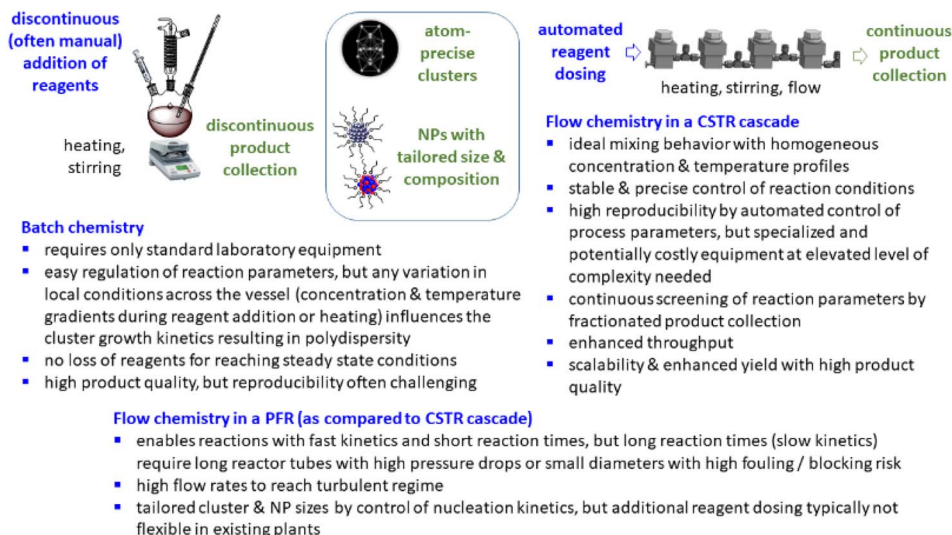 discontinuous
(often manual)
addition of
reagents
heating,
stirring
discontinuous
product
collection
atom-
precise
clusters
NPs with
tailored size &
composition
automated
reagent
dosing
heating, stirring, flow
continuous
product
collection
Batch chemistry
▪ requires only standard laboratory equipment
▪ easy regulation of reaction parameters, but any variation in
local conditions across the vessel (concentration & temperature
gradients during reagent addition or heating) influences the
cluster growth kinetics resulting in polydispersity
▪ no loss of reagents for reaching steady state conditions
▪ high product quality, but reproducibility often challenging
Flow chemistry in a CSTR cascade
▪ ideal mixing behavior with homogeneous
concentration & temperature profiles
▪ stable & precise control of reaction conditions
▪ high reproducibility by automated control of
process parameters, but specialized and
potentially costly equipment at elevated level of
complexity needed
▪ continuous screening of reaction parameters by
fractionated product collection
▪ enhanced throughput
▪ scalability & enhanced yield with high product
quality
Flow chemistry in a PFR (as compared to CSTR cascade)
▪ enables reactions with fast kinetics and short reaction times, but long reaction times (slow kinetics)
require long reactor tubes with high pressure drops or small diameters with high fouling / blocking risk
▪ high flow rates to reach turbulent regime
▪ tailored cluster & NP sizes by control of nucleation kinetics, but additional reagent dosing typically not
flexible in existing plants